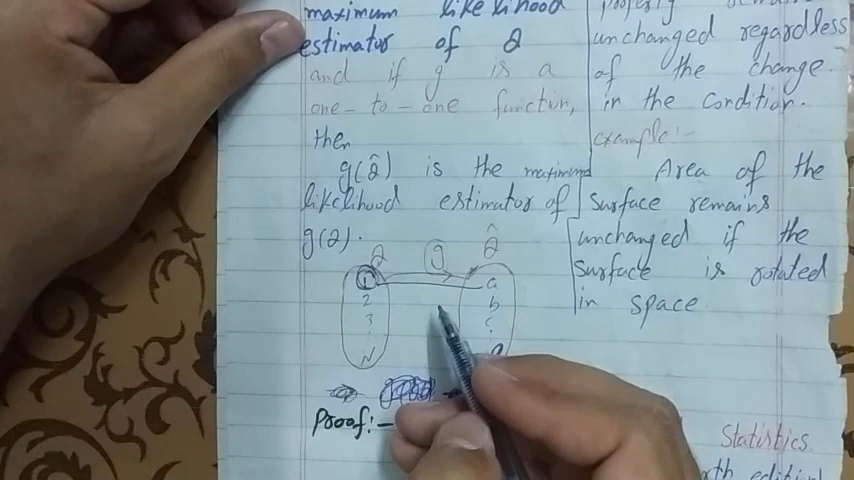 maximum likelihood
estimator of θ
and if g is a
one-to-one function,
then
g(θ̂) is the maximum
likelihood estimator of
g(θ).
θ g θ̂
1 a
2 b
3 c
N
Proof:-
property
unchanged regardless
of the change
in the condition.
example:-
Area of the
surface remains
unchanged if the
surface is rotated
in space.
Statistics
edition